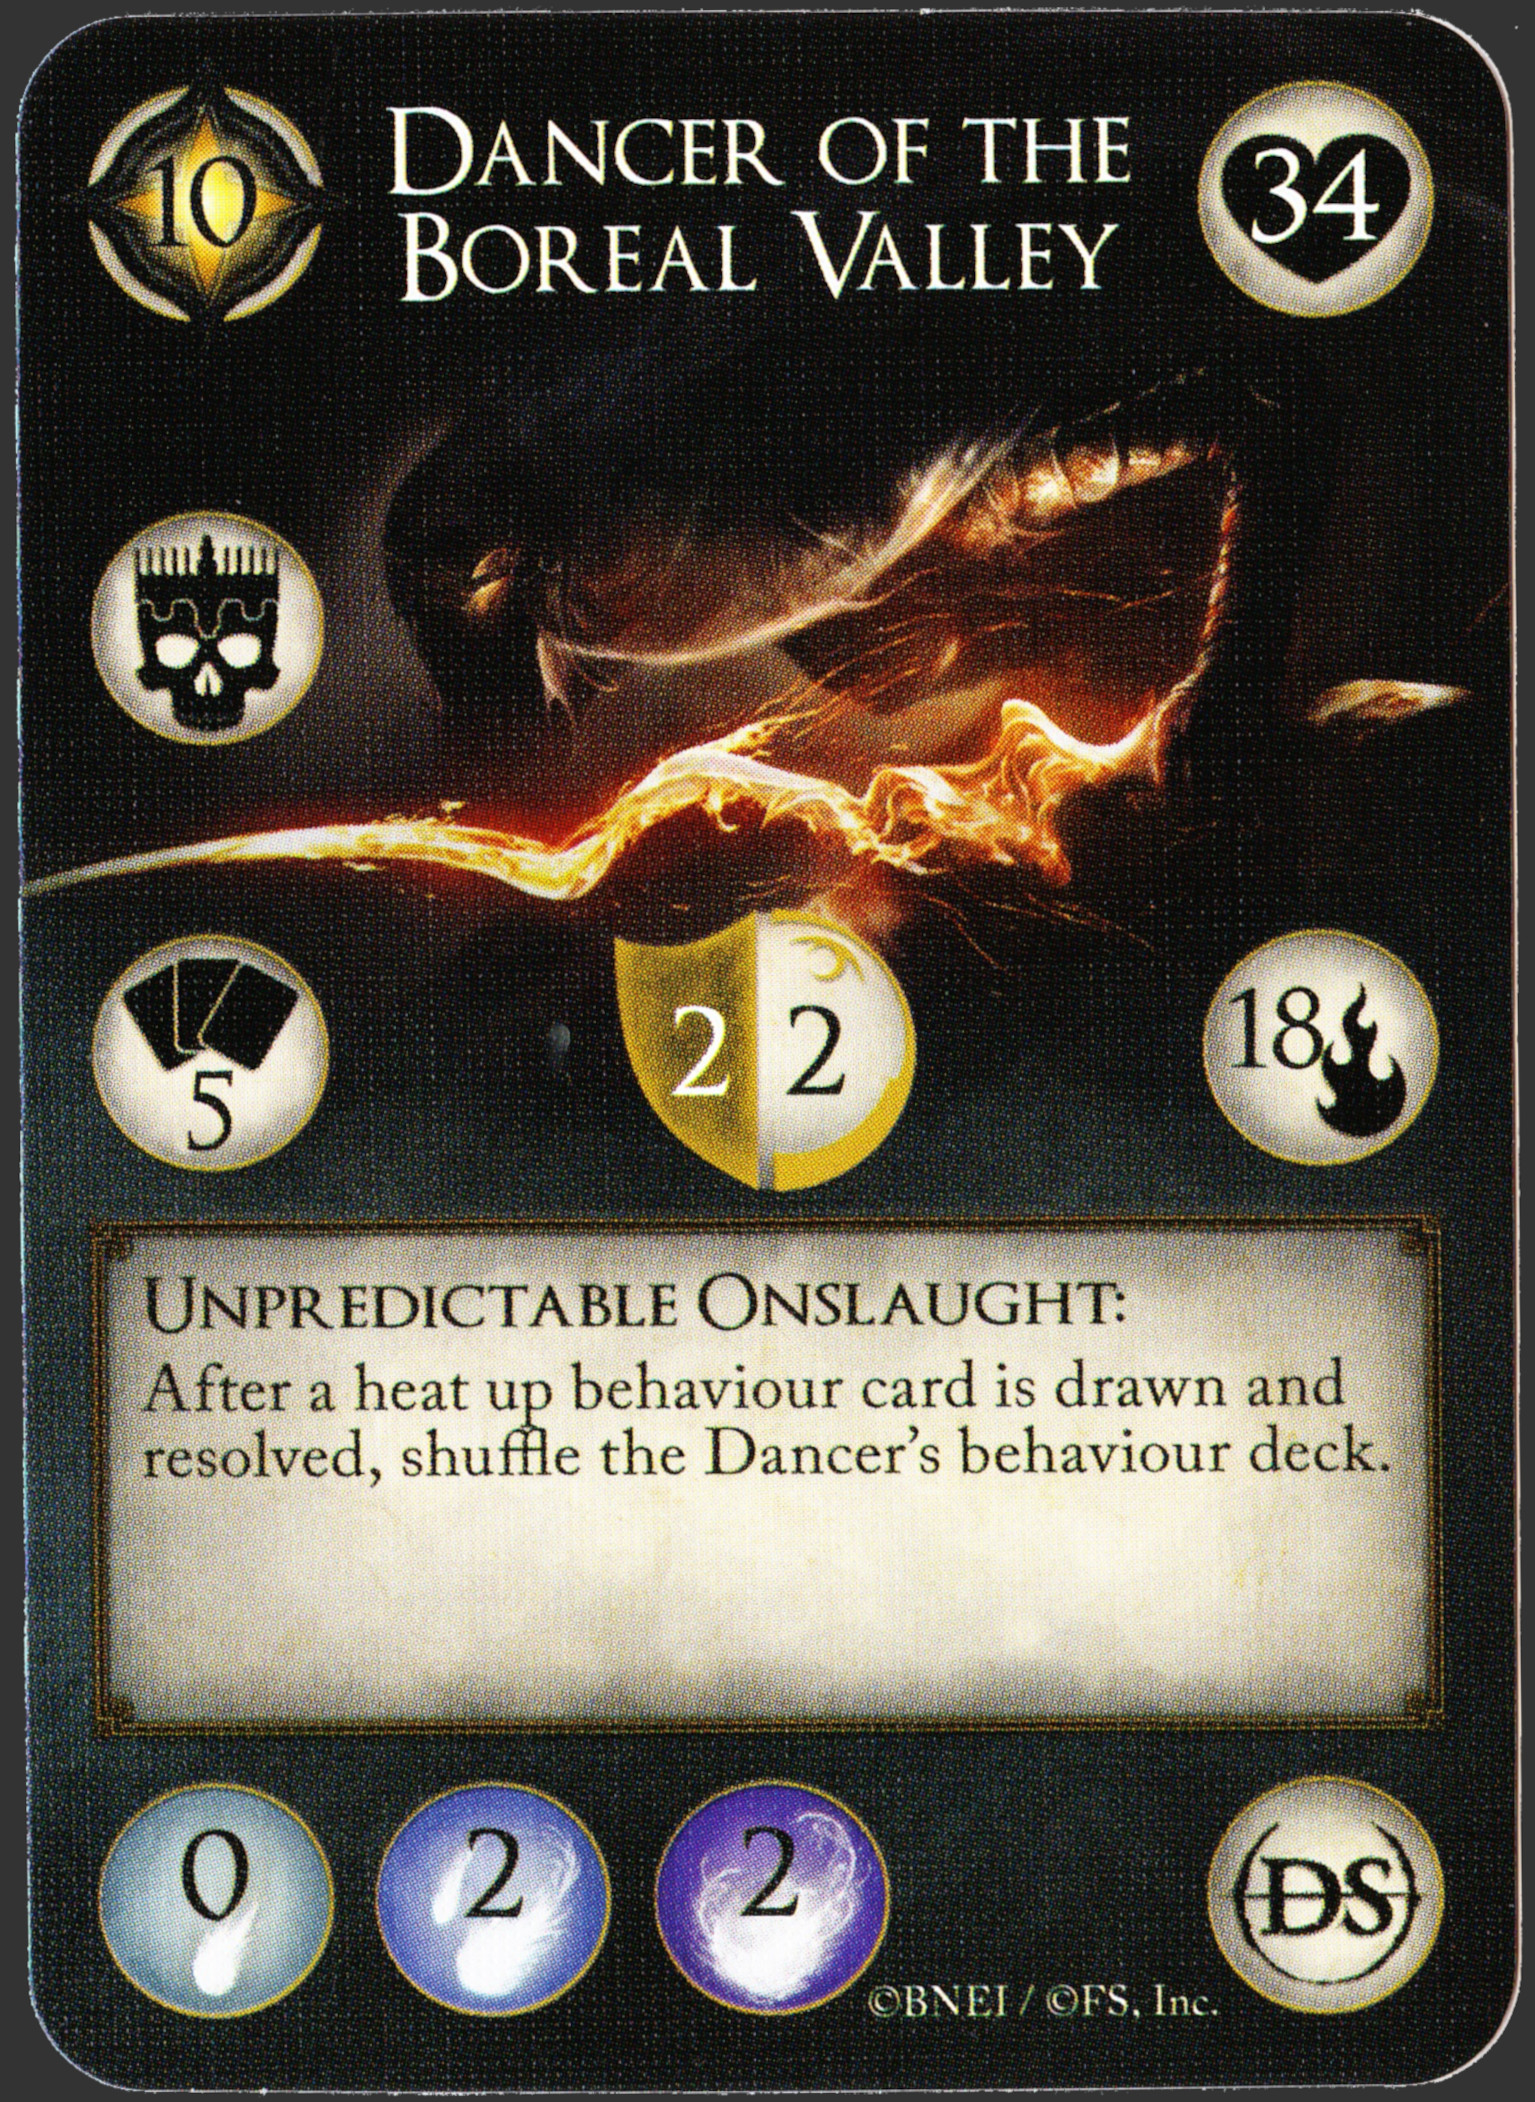 10
DANCER OF THE
BOREAL VALLEY
34
5
2 2
18
UNPREDICTABLE ONSLAUGHT:
After a heat up behaviour card is drawn and
resolved, shuffle the Dancer's behaviour deck.
0
2
2
DS
©BNEI / ©FS, Inc.